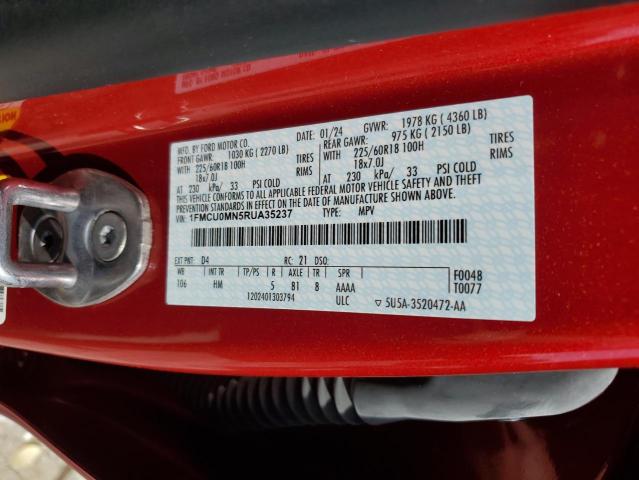 MFD. BY FORD MOTOR CO.
DATE: 01/24 GVWR: 1978 KG ( 4360 LB)
FRONT GAWR: 1030 KG ( 2270 LB) REAR GAWR: 975 KG ( 2150 LB)
WITH 225/60R18 100H TIRES WITH 225/60R18 100H TIRES
18x7.0J RIMS 18x7.0J RIMS
AT 230 kPa/ 33 PSI COLD AT 230 kPa/ 33 PSI COLD
THIS VEHICLE CONFORMS TO ALL APPLICABLE FEDERAL MOTOR VEHICLE SAFETY AND THEFT
PREVENTION STANDARDS IN EFFECT ON THE DATE OF MANUFACTURE SHOWN ABOVE.
VIN: 1FMCU0MN5RUA35237 TYPE: MPV
EXT PNT: D4 RC: 21 DSO:
WB INT TR TP/PS R AXLE TR SPR F0048
106 HM 5 81 8 AAAA T0077
1202401303794 ULC 5U5A-3520472-AA